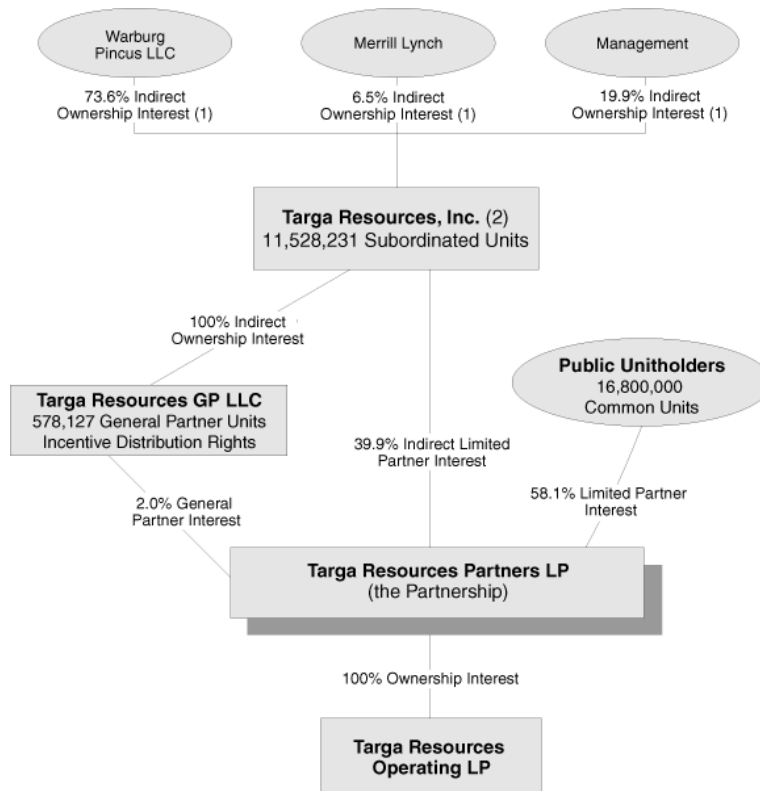 Warburg
Pincus LLC
Merrill Lynch
Management
73.6% Indirect
Ownership Interest (1)
6.5% Indirect
Ownership Interest (1)
19.9% Indirect
Ownership Interest (1)
Targa Resources, Inc. (2)
11,528,231 Subordinated Units
100% Indirect
Ownership Interest
Public Unitholders
16,800,000
Common Units
Targa Resources GP LLC
578,127 General Partner Units
Incentive Distribution Rights
39.9% Indirect Limited
Partner Interest
2.0% General
Partner Interest
58.1% Limited Partner
Interest
Targa Resources Partners LP
(the Partnership)
100% Ownership Interest
Targa Resources
Operating LP